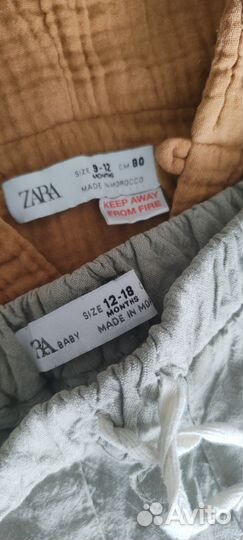 ZARA
SIZE 9-12 CM 80
MONTHS
MADE IN MOROCCO
KEEP AWAY
FROM FIRE
RA BABY
SIZE 12-18
MONTHS
MADE IN MO
Avito